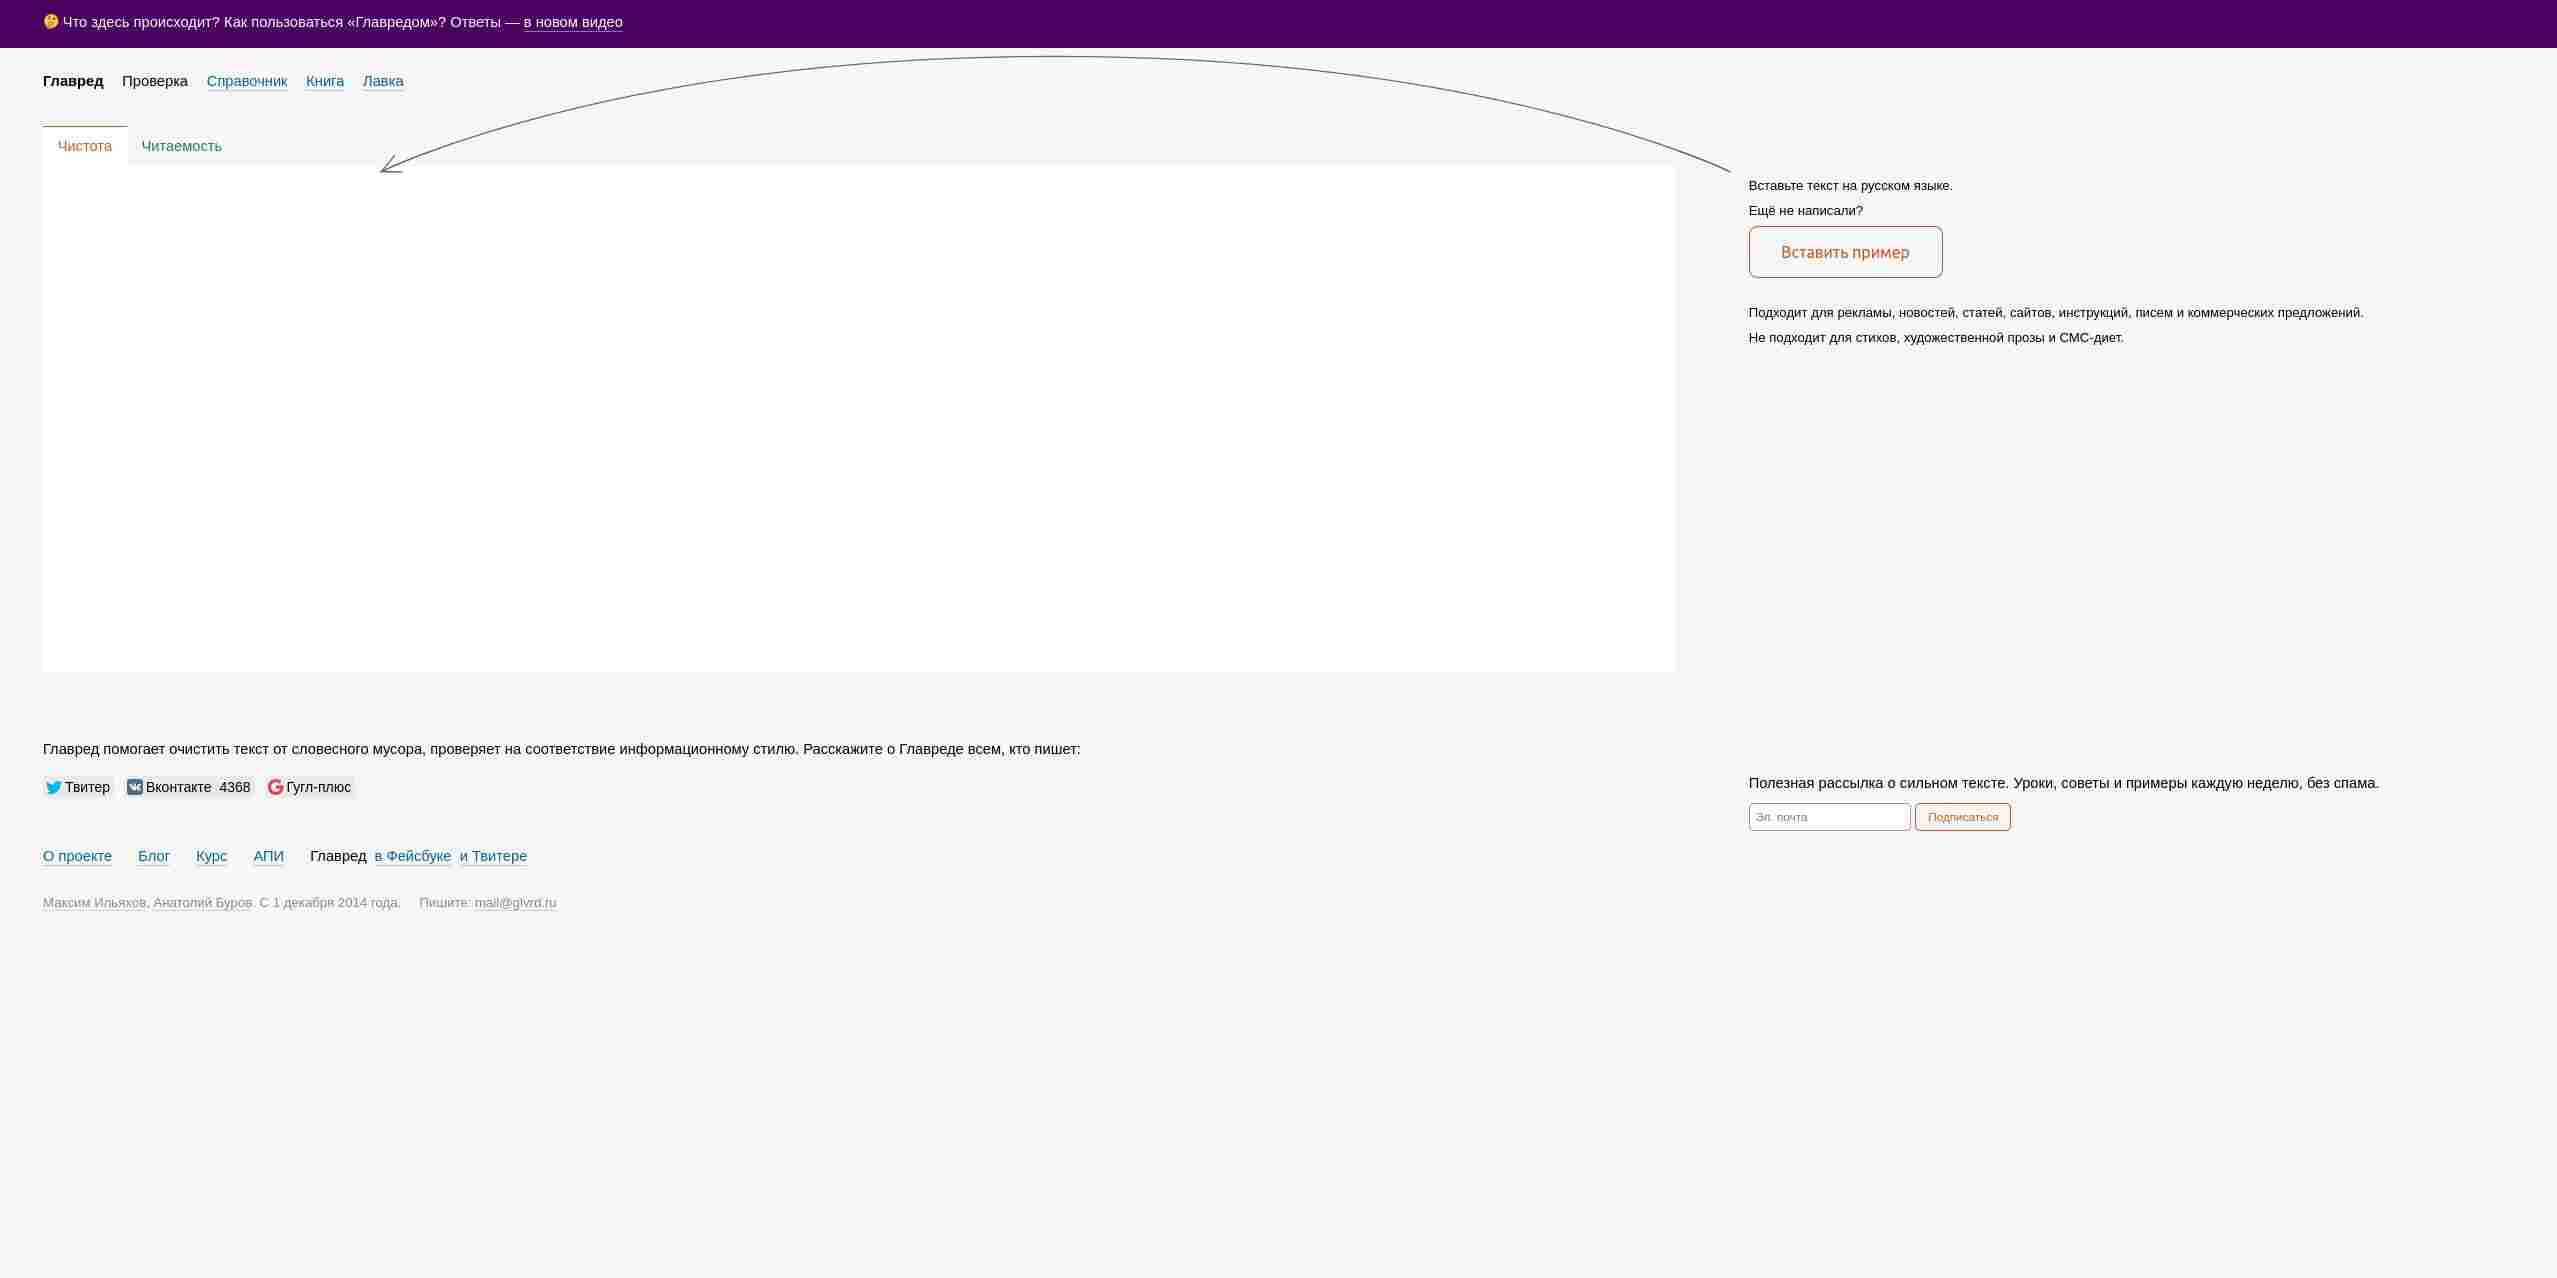 Что здесь происходит? Как пользоваться «Главредом»? Ответы — в новом видео
Главред Проверка Справочник Книга Лавка
Чистота Читаемость
Вставьте текст на русском языке.
Ещё не написали?
Вставить пример
Подходит для рекламы, новостей, статей, сайтов, инструкций, писем и коммерческих предложений.
Не подходит для стихов, художественной прозы и СМС-диет.
Главред помогает очистить текст от словесного мусора, проверяет на соответствие информационному стилю. Расскажите о Главреде всем, кто пишет:
Твитер Вконтакте 4368 Гугл-плюс
Полезная рассылка о сильном тексте. Уроки, советы и примеры каждую неделю, без спама.
Эл. почта Подписаться
О проекте Блог Курс АПИ Главред в Фейсбуке и Твитере
Максим Ильяхов, Анатолий Буров. С 1 декабря 2014 года. Пишите: mail@glvrd.ru